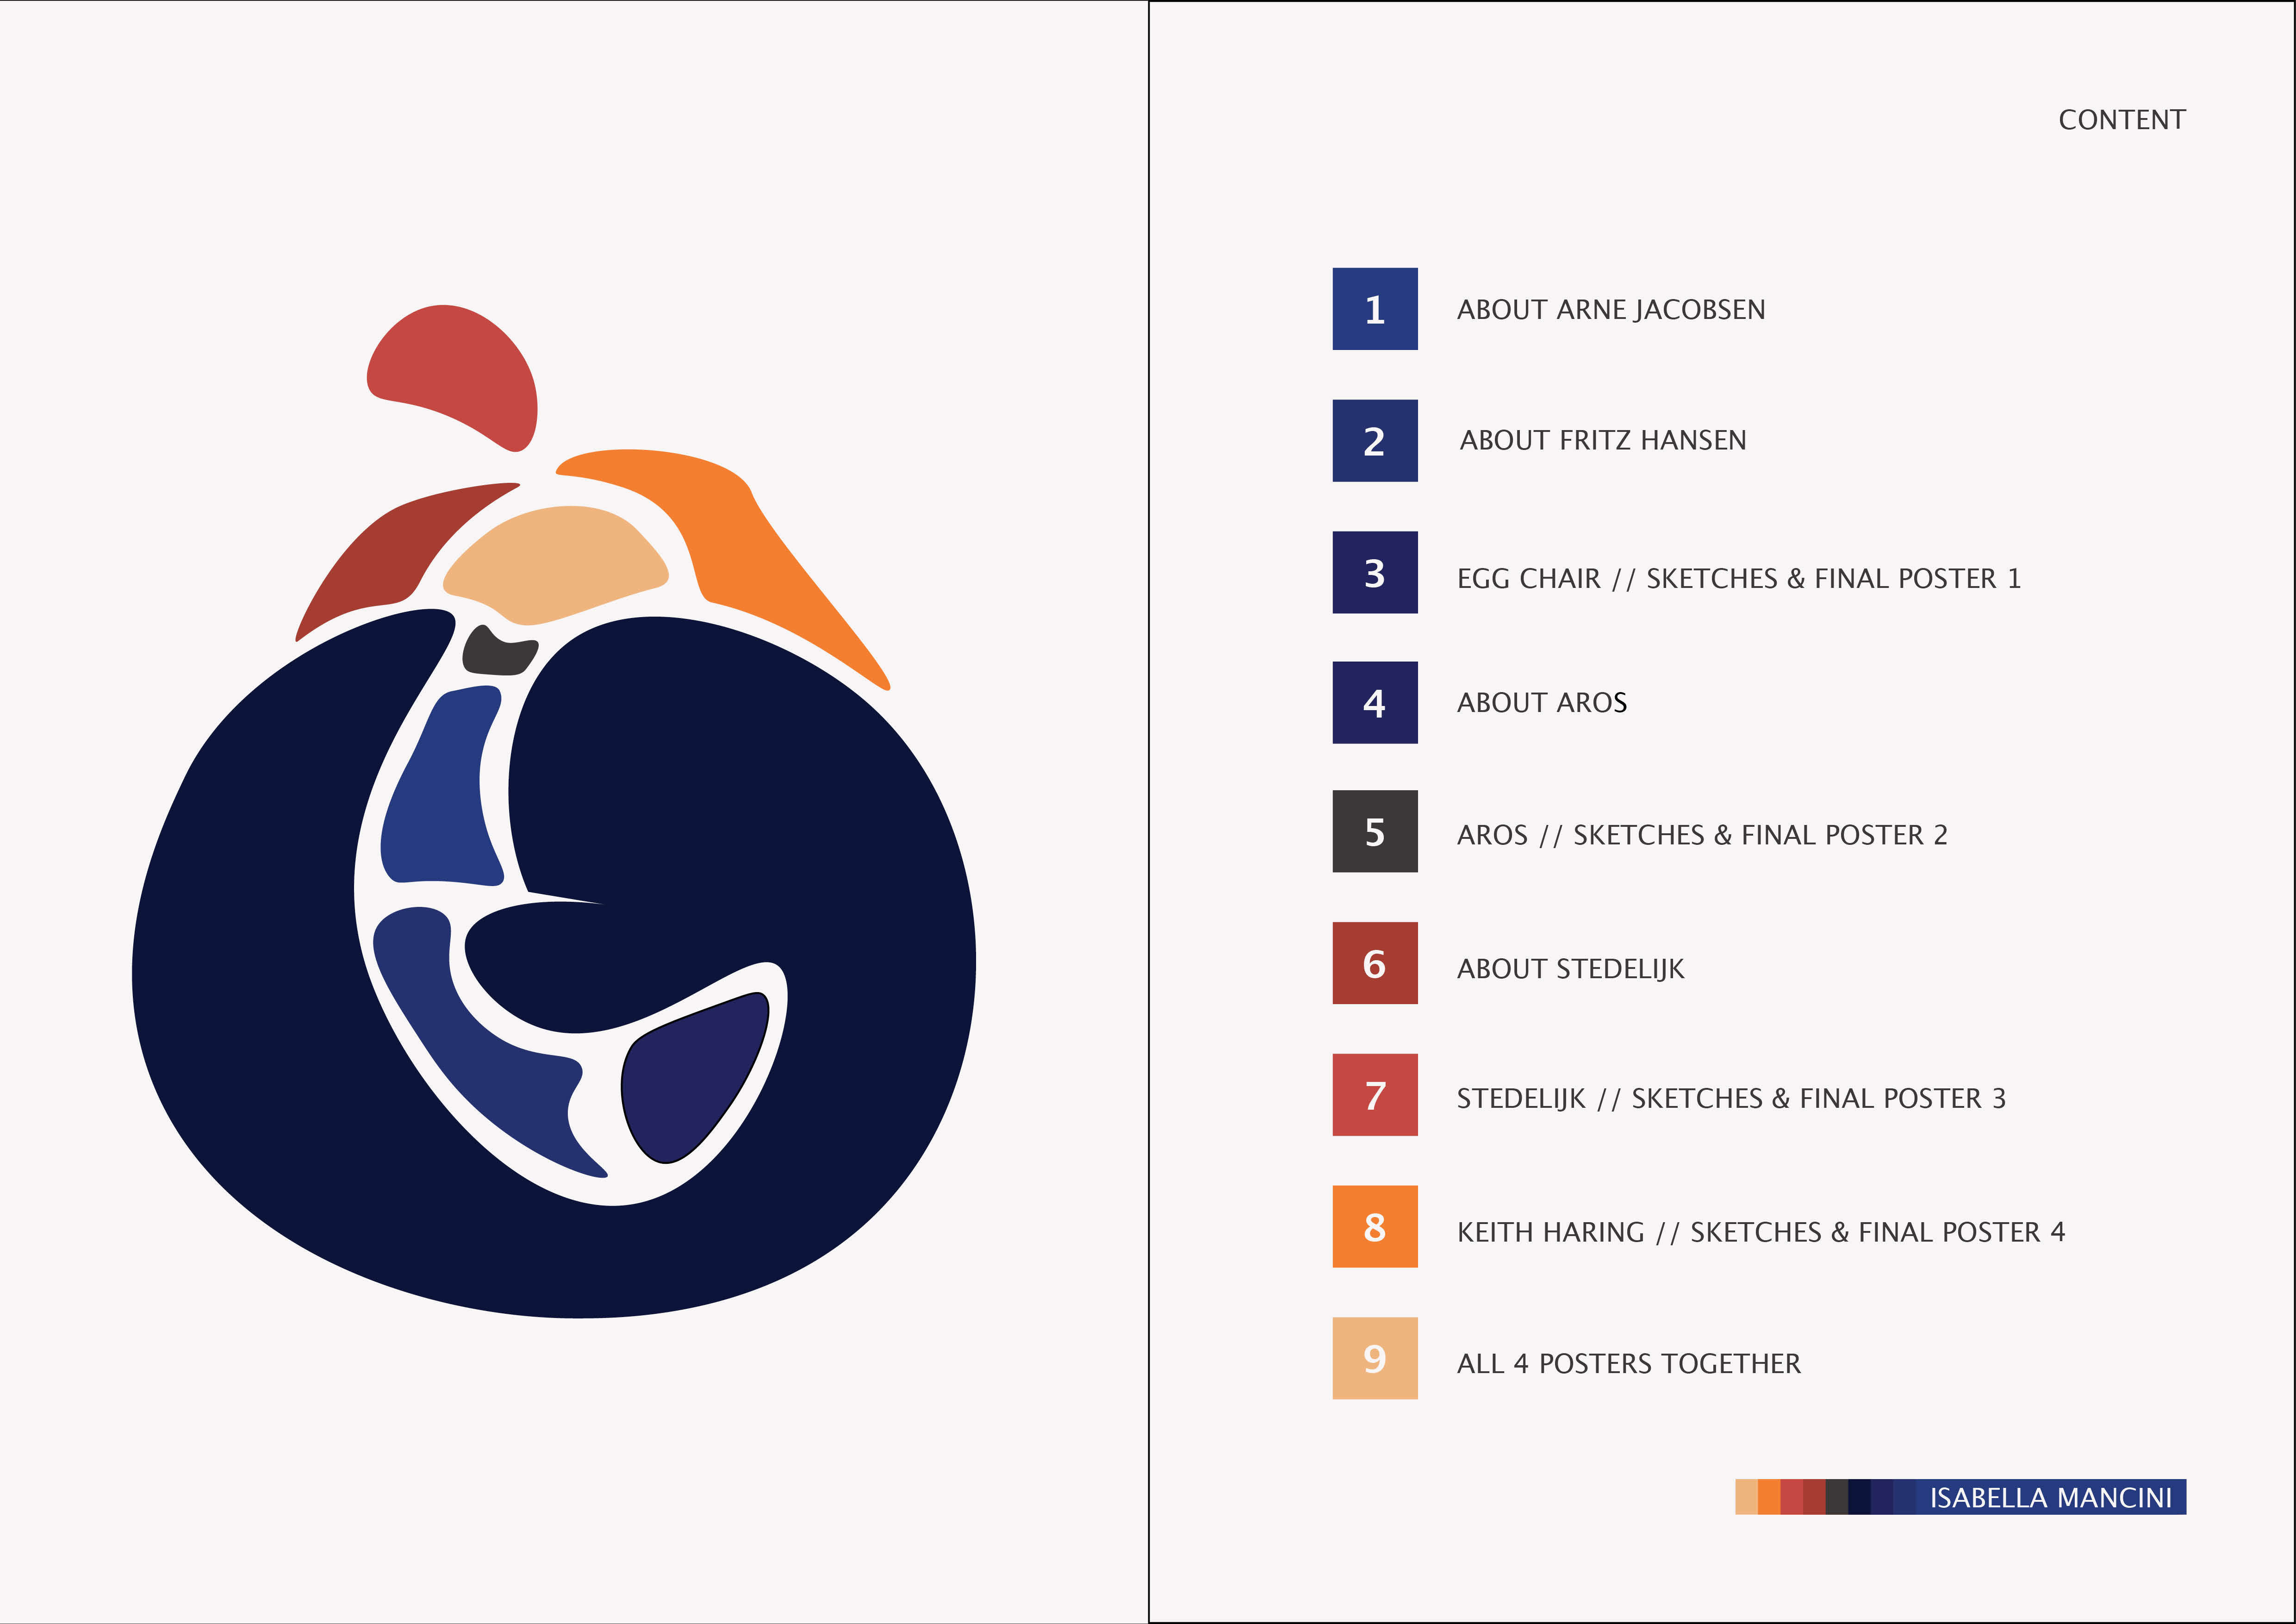 CONTENT
1 ABOUT ARNE JACOBSEN
2 ABOUT FRITZ HANSEN
3 EGG CHAIR // SKETCHES & FINAL POSTER 1
4 ABOUT AROS
5 AROS // SKETCHES & FINAL POSTER 2
6 ABOUT STEDELIJK
7 STEDELIJK // SKETCHES & FINAL POSTER 3
8 KEITH HARING // SKETCHES & FINAL POSTER 4
9 ALL 4 POSTERS TOGETHER
ISABELLA MANCINI